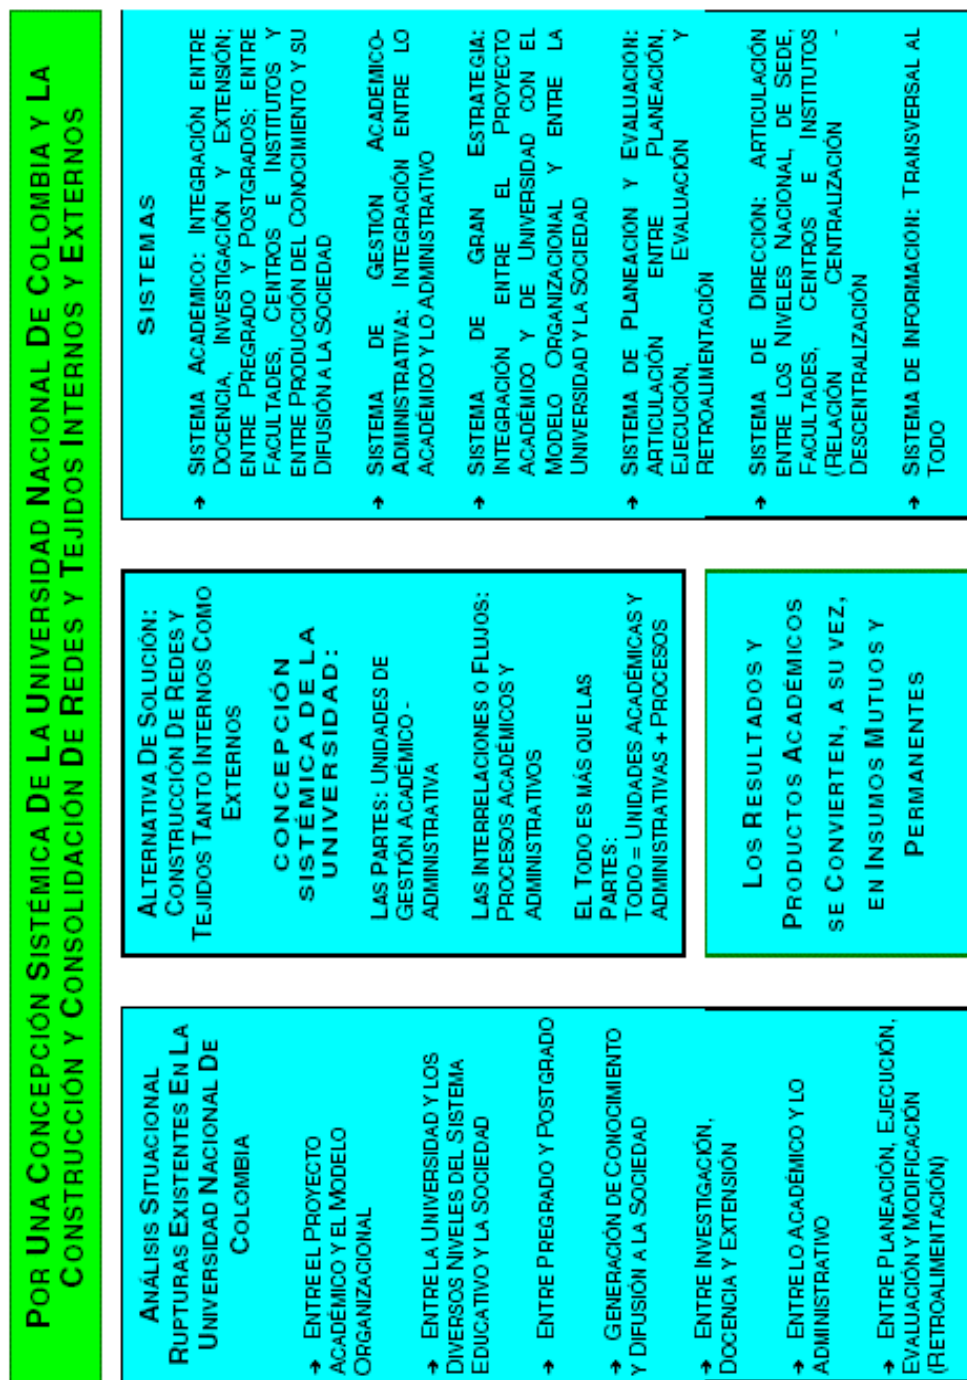 POR UNA CONCEPCIÓN SISTÉMICA DE LA UNIVERSIDAD NACIONAL DE COLOMBIA Y LA
CONSTRUCCIÓN Y CONSOLIDACIÓN DE REDES Y TEJIDOS INTERNOS Y EXTERNOS
ANÁLISIS SITUACIONAL
RUPTURAS EXISTENTES EN LA
UNIVERSIDAD NACIONAL DE
COLOMBIA
→ ENTRE EL PROYECTO
ACADÉMICO Y EL MODELO
ORGANIZACIONAL
→ ENTRE LA UNIVERSIDAD Y LOS
DIVERSOS NIVELES DEL SISTEMA
EDUCATIVO Y LA SOCIEDAD
→ ENTRE PREGRADO Y POSTGRADO
→ GENERACIÓN DE CONOCIMIENTO
Y DIFUSIÓN A LA SOCIEDAD
→ ENTRE INVESTIGACIÓN,
DOCENCIA Y EXTENSIÓN
→ ENTRE LO ACADÉMICO Y LO
ADMINISTRATIVO
→ ENTRE PLANEACIÓN, EJECUCIÓN,
EVALUACIÓN Y MODIFICACIÓN
(RETROALIMENTACIÓN)
ALTERNATIVA DE SOLUCIÓN:
CONSTRUCCIÓN DE REDES Y
TEJIDOS TANTO INTERNOS COMO
EXTERNOS
CONCEPCIÓN
SISTÉMICA DE LA
UNIVERSIDAD:
LAS PARTES: UNIDADES DE
GESTIÓN ACADÉMICO -
ADMINISTRATIVA
LAS INTERRELACIONES O FLUJOS:
PROCESOS ACADÉMICOS Y
ADMINISTRATIVOS
EL TODO ES MÁS QUE LAS
PARTES:
TODO = UNIDADES ACADÉMICAS Y
ADMINISTRATIVAS + PROCESOS
LOS RESULTADOS Y
PRODUCTOS ACADÉMICOS
SE CONVIERTEN, A SU VEZ,
EN INSUMOS MUTUOS Y
PERMANENTES
SISTEMAS
→ SISTEMA ACADEMICO: INTEGRACIÓN ENTRE
DOCENCIA, INVESTIGACIÓN Y EXTENSIÓN;
ENTRE PREGRADO Y POSTGRADOS; ENTRE
FACULTADES, CENTROS E INSTITUTOS Y
ENTRE PRODUCCIÓN DEL CONOCIMIENTO Y SU
DIFUSIÓN A LA SOCIEDAD
→ SISTEMA DE GESTION ACADEMICO-
ADMINISTRATIVA: INTEGRACIÓN ENTRE LO
ACADÉMICO Y LO ADMINISTRATIVO
→ SISTEMA DE GRAN ESTRATEGIA:
INTEGRACIÓN ENTRE EL PROYECTO
ACADÉMICO Y DE UNIVERSIDAD CON EL
MODELO ORGANIZACIONAL Y ENTRE LA
UNIVERSIDAD Y LA SOCIEDAD
→ SISTEMA DE PLANEACION Y EVALUACION:
ARTICULACIÓN ENTRE PLANEACIÓN,
EJECUCIÓN, EVALUACIÓN Y
RETROALIMENTACIÓN
→ SISTEMA DE DIRECCIÓN: ARTICULACIÓN
ENTRE LOS NIVELES NACIONAL, DE SEDE,
FACULTADES, CENTROS E INSTITUTOS
(RELACIÓN CENTRALIZACIÓN -
DESCENTRALIZACIÓN
→ SISTEMA DE INFORMACION: TRANSVERSAL AL
TODO